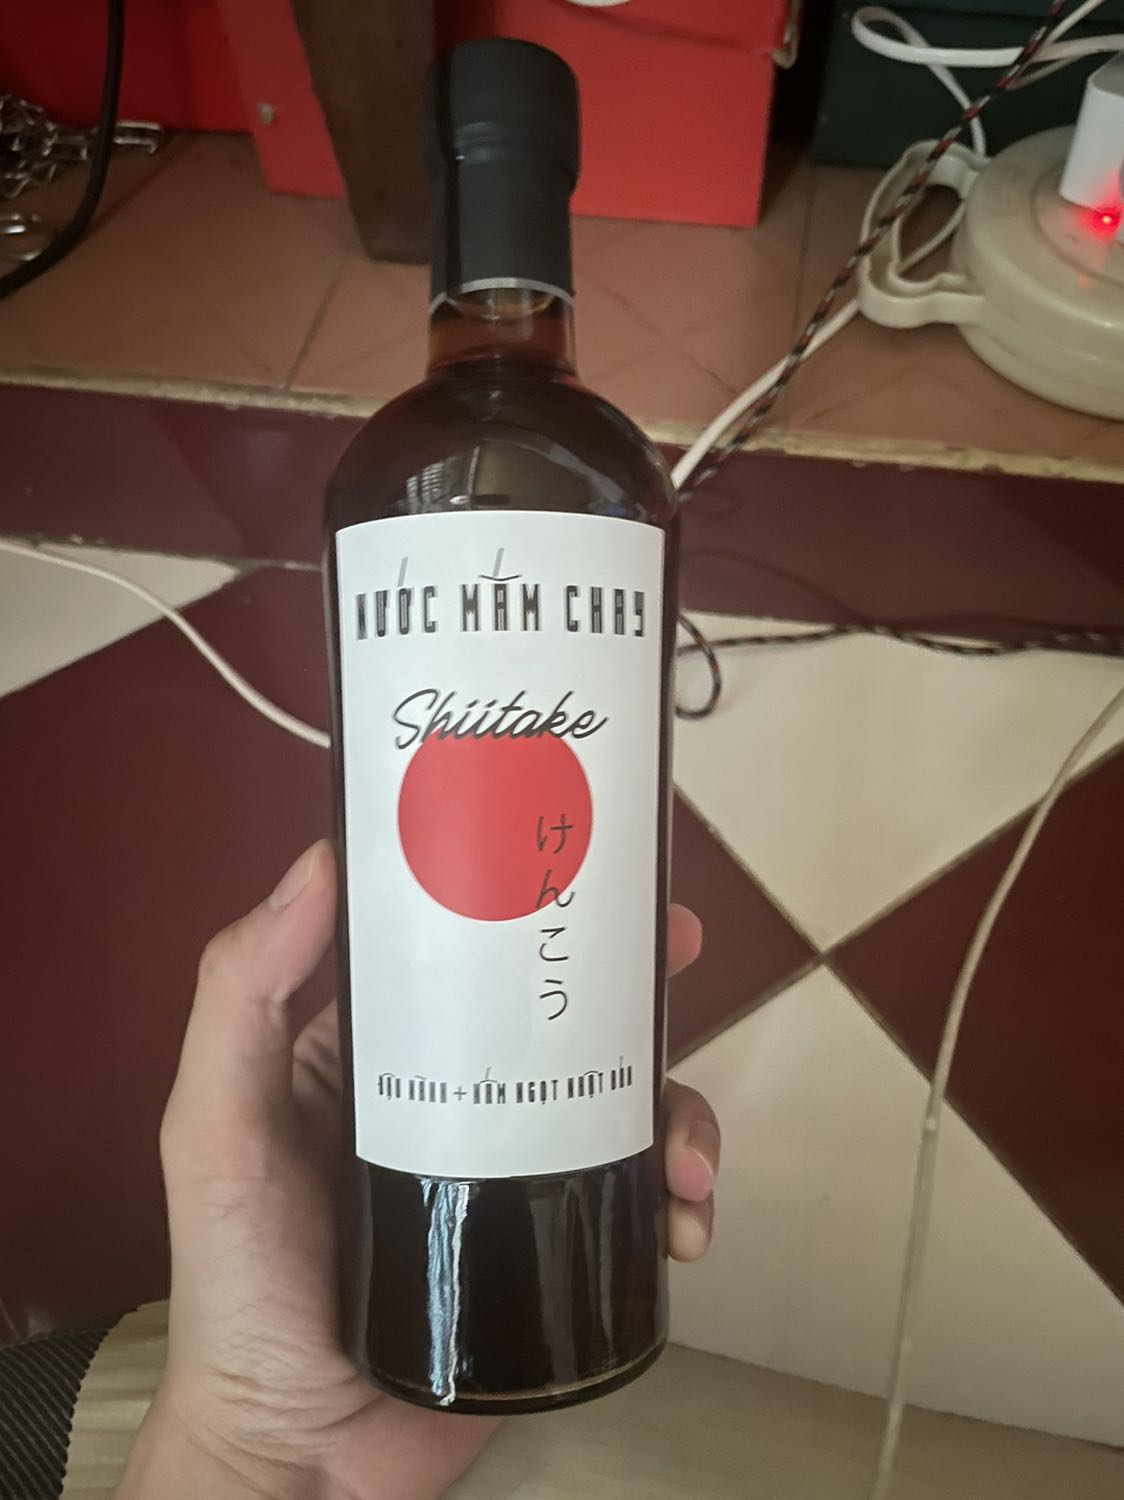 NƯỚC MẮM CHAY
Shiitake
けんこう
ĐẬU NÀNH + NẤM NGỌT NHẬT BẢN